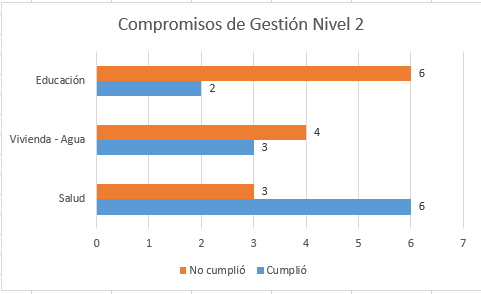 Compromisos de Gestión Nivel 2
Educación
6
2
Vivienda - Agua
4
3
Salud
3
6
0 1 2 3 4 5 6 7
No cumplió Cumplió